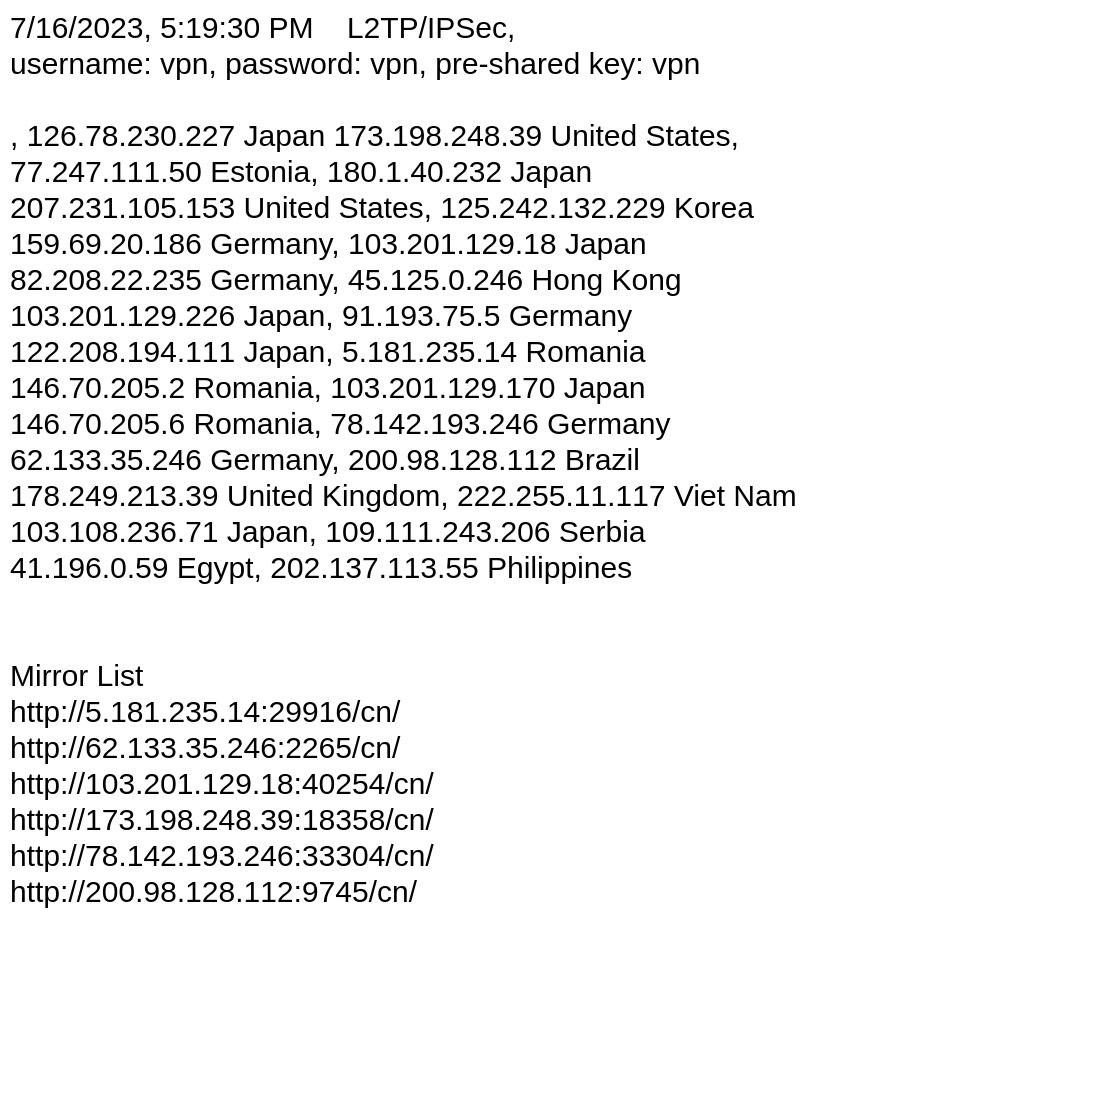 7/16/2023, 5:19:30 PM    L2TP/IPSec,
username: vpn, password: vpn, pre-shared key: vpn
, 126.78.230.227 Japan 173.198.248.39 United States,
77.247.111.50 Estonia, 180.1.40.232 Japan
207.231.105.153 United States, 125.242.132.229 Korea
159.69.20.186 Germany, 103.201.129.18 Japan
82.208.22.235 Germany, 45.125.0.246 Hong Kong
103.201.129.226 Japan, 91.193.75.5 Germany
122.208.194.111 Japan, 5.181.235.14 Romania
146.70.205.2 Romania, 103.201.129.170 Japan
146.70.205.6 Romania, 78.142.193.246 Germany
62.133.35.246 Germany, 200.98.128.112 Brazil
178.249.213.39 United Kingdom, 222.255.11.117 Viet Nam
103.108.236.71 Japan, 109.111.243.206 Serbia
41.196.0.59 Egypt, 202.137.113.55 Philippines
Mirror List
http://5.181.235.14:29916/cn/
http://62.133.35.246:2265/cn/
http://103.201.129.18:40254/cn/
http://173.198.248.39:18358/cn/
http://78.142.193.246:33304/cn/
http://200.98.128.112:9745/cn/